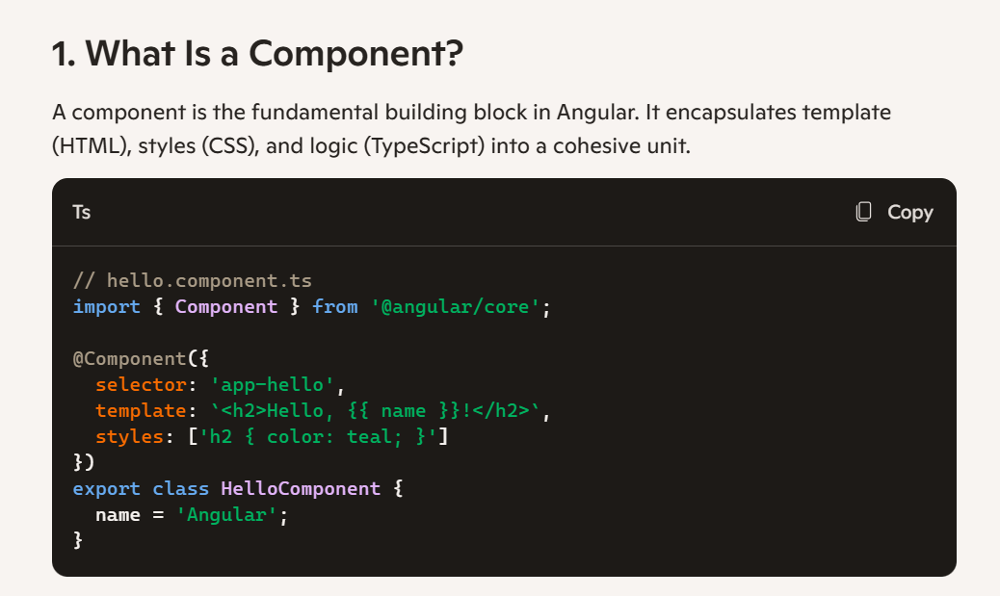 1. What Is a Component?
A component is the fundamental building block in Angular. It encapsulates template
(HTML), styles (CSS), and logic (TypeScript) into a cohesive unit.
Ts
Copy
// hello.component.ts
import { Component } from '@angular/core';

@Component({
  selector: 'app-hello',
  template: `<h2>Hello, {{ name }}!</h2>`,
  styles: ['h2 { color: teal; }']
})
export class HelloComponent {
  name = 'Angular';
}